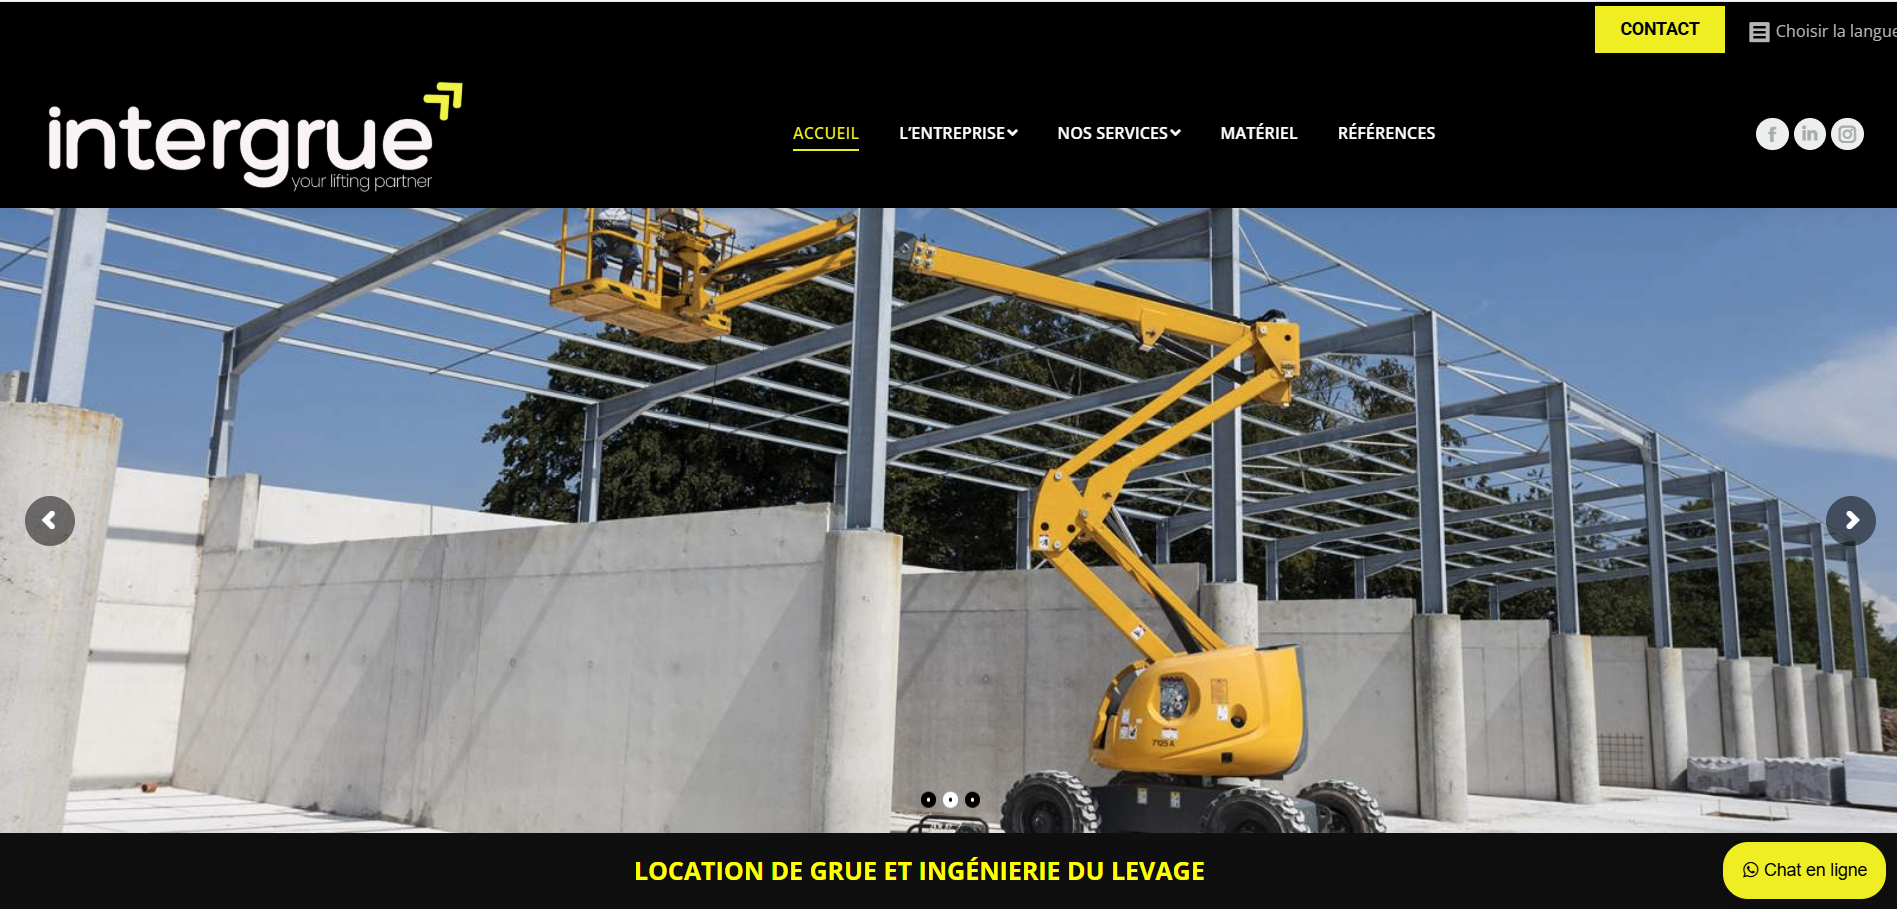 CONTACT
Choisir la langue
intergrue
your lifting partner
ACCUEIL
L'ENTREPRISE
NOS SERVICES
MATÉRIEL
RÉFÉRENCES
7125 A
LOCATION DE GRUE ET INGÉNIERIE DU LEVAGE
Chat en ligne